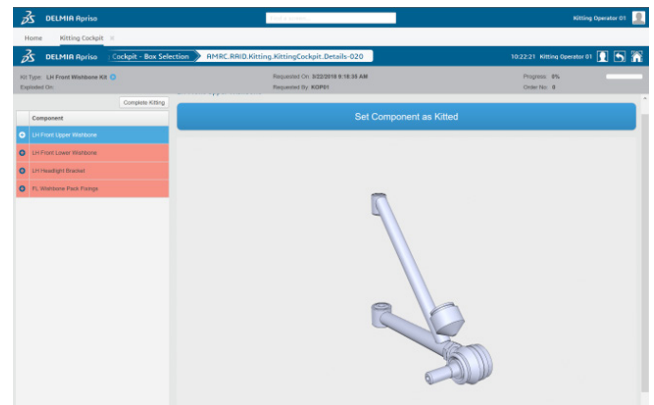 DELMIA Apriso
Kitting Operator 01
Home Kitting Cockpit
DELMIA Apriso Cockpit - Box Selection AMRC.RAID.Kitting.KittingCockpit.Details-020 10:22:21 Kitting Operator 01
Kit Type: LH Front Wishbone Kit Requested On: 3/22/2018 9:18:35 AM Progress: 0%
Exploded On: Requested By: KOP01 Order No: 0
Complete Kitting
Set Component as Kitted
Component
LH Front Upper Wishbone
LH Front Lower Wishbone
LH Headlight Bracket
FL Wishbone Pack Fixings